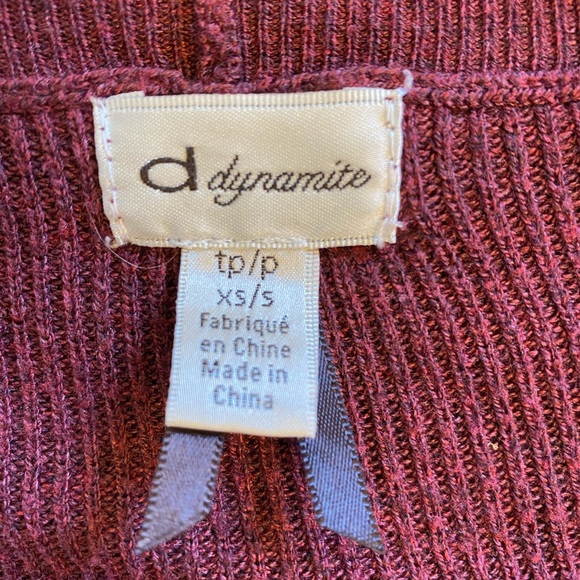 d dynamite
tp/p
xs/s
Fabriqué
en Chine
Made in
China